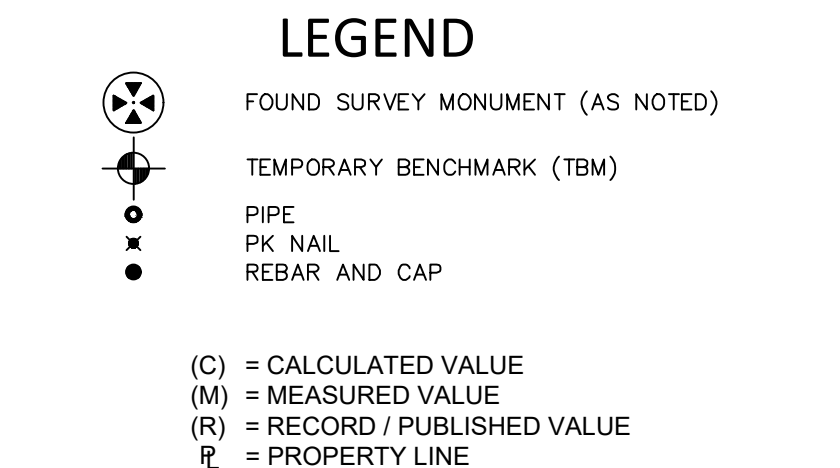 LEGEND
FOUND SURVEY MONUMENT (AS NOTED)
TEMPORARY BENCHMARK (TBM)
PIPE
PK NAIL
REBAR AND CAP
(C) = CALCULATED VALUE
(M) = MEASURED VALUE
(R) = RECORD / PUBLISHED VALUE
PL = PROPERTY LINE